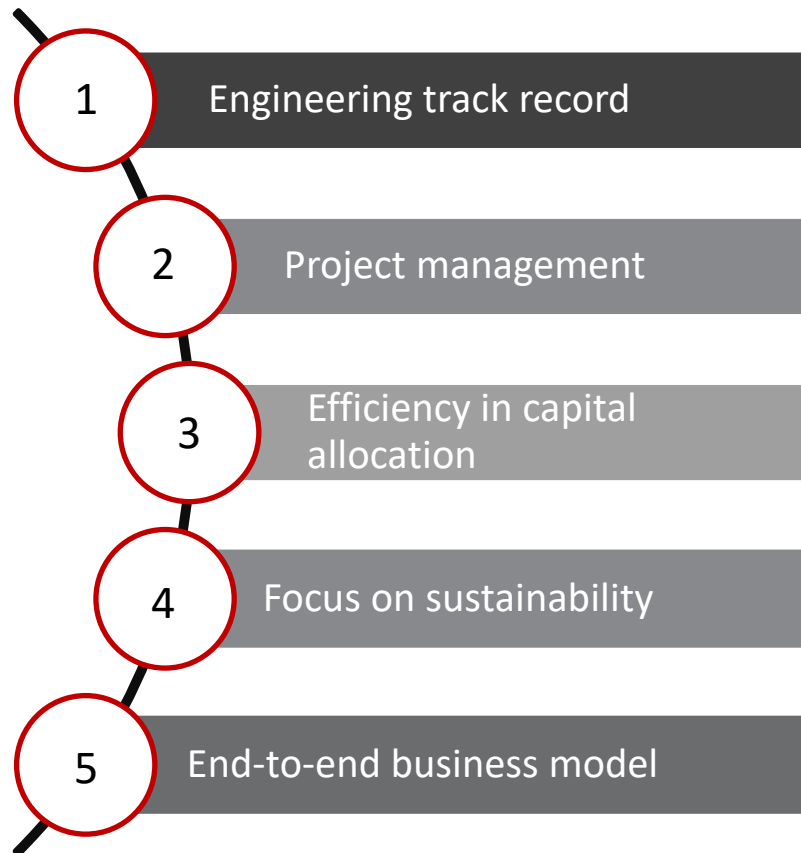 1 Engineering track record
2 Project management
3 Efficiency in capital
allocation
4 Focus on sustainability
5 End-to-end business model